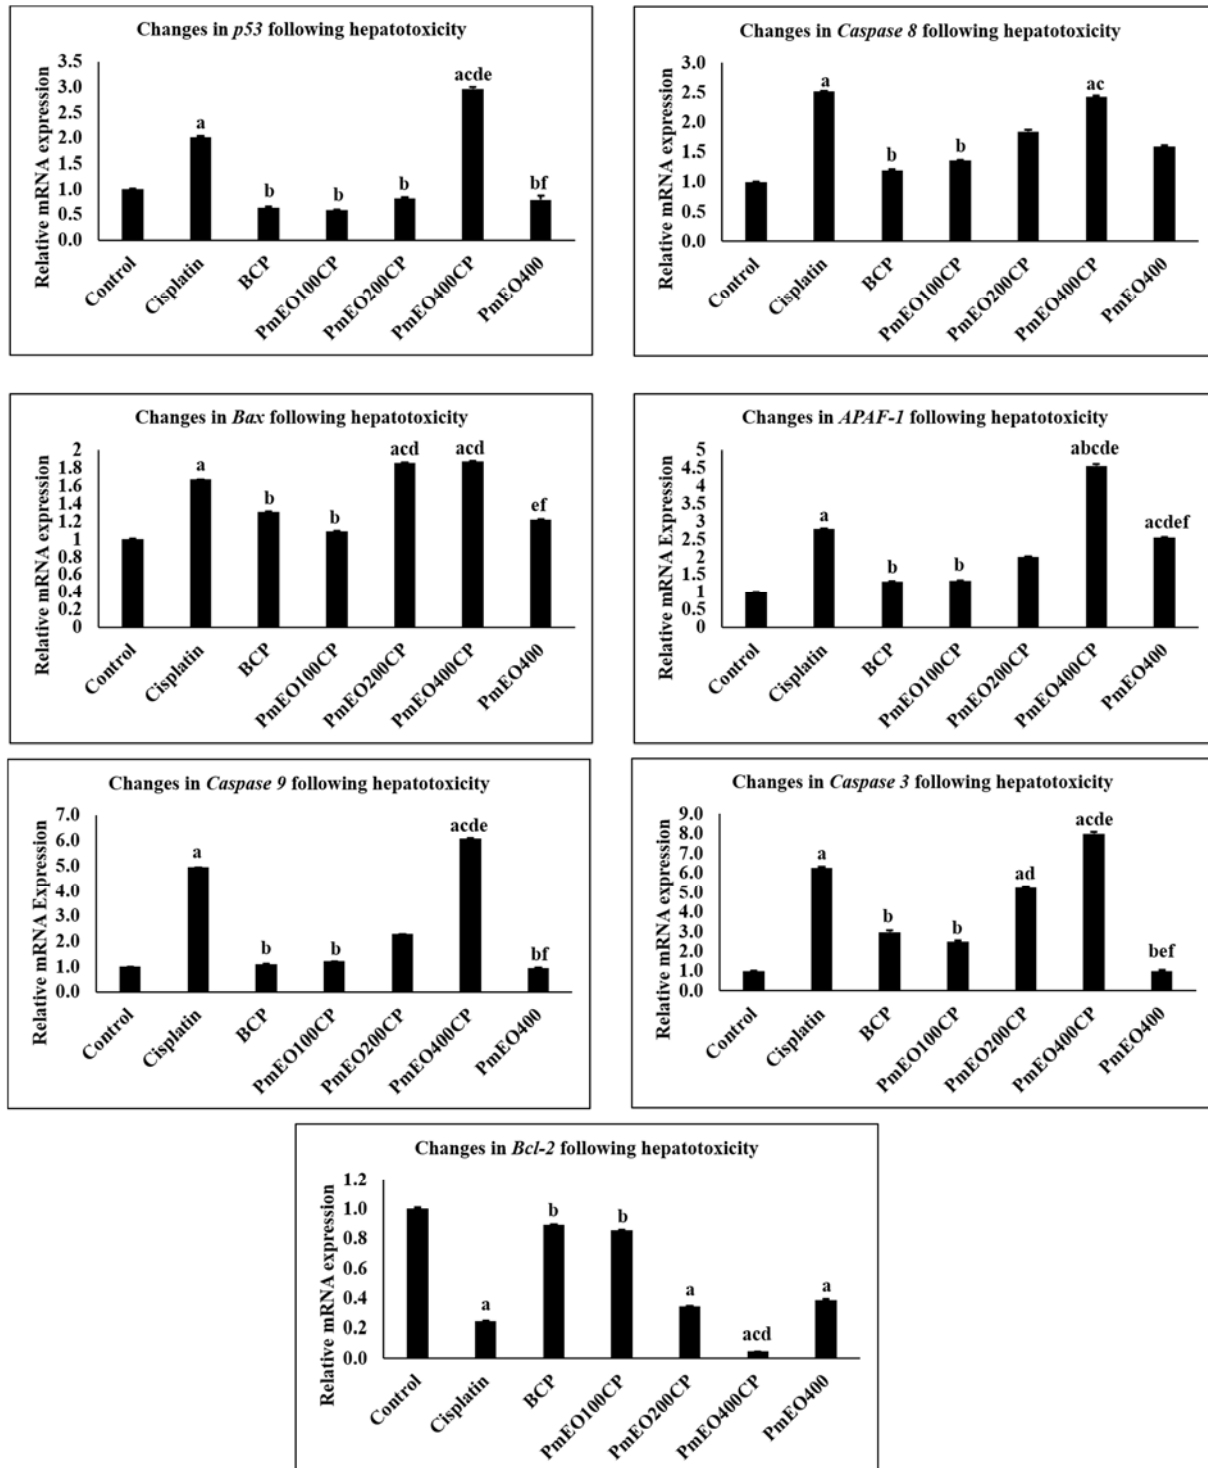 Changes in p53 following hepatotoxicity
Relative mRNA expression
3.5
3.0
2.5
2.0
1.5
1.0
0.5
0.0
a
b
b
b
acde
bf
Control
Cisplatin
BCP
PmEO100CP
PmEO200CP
PmEO400CP
PmEO400
Changes in Caspase 8 following hepatotoxicity
Relative mRNA expression
3.0
2.5
2.0
1.5
1.0
0.5
0.0
a
b
b
ac
Control
Cisplatin
BCP
PmEO100CP
PmEO200CP
PmEO400CP
PmEO400
Changes in Bax following hepatotoxicity
Relative mRNA expression
2
1.8
1.6
1.4
1.2
1
0.8
0.6
0.4
0.2
0
a
b
b
acd
acd
ef
Control
Cisplatin
BCP
PmEO100CP
PmEO200CP
PmEO400CP
PmEO400
Changes in APAF-1 following hepatotoxicity
Relative mRNA Expression
5
4.5
4
3.5
3
2.5
2
1.5
1
0.5
0
a
b
b
abcde
acdef
Control
Cisplatin
BCP
PmEO100CP
PmEO200CP
PmEO400CP
PmEO400
Changes in Caspase 9 following hepatotoxicity
Relative mRNA Expression
7.0
6.0
5.0
4.0
3.0
2.0
1.0
0.0
a
b
b
acde
bf
Control
Cisplatin
BCP
PmEO100CP
PmEO200CP
PmEO400CP
PmEO400
Changes in Caspase 3 following hepatotoxicity
Relative mRNA expression
9.0
8.0
7.0
6.0
5.0
4.0
3.0
2.0
1.0
0.0
a
b
b
ad
acde
bef
Control
Cisplatin
BCP
PmEO100CP
PmEO200CP
PmEO400CP
PmEO400
Changes in Bcl-2 following hepatotoxicity
Relative mRNA expression
1.2
1.0
0.8
0.6
0.4
0.2
0.0
a
b
b
a
acd
a
Control
Cisplatin
BCP
PmEO100CP
PmEO200CP
PmEO400CP
PmEO400